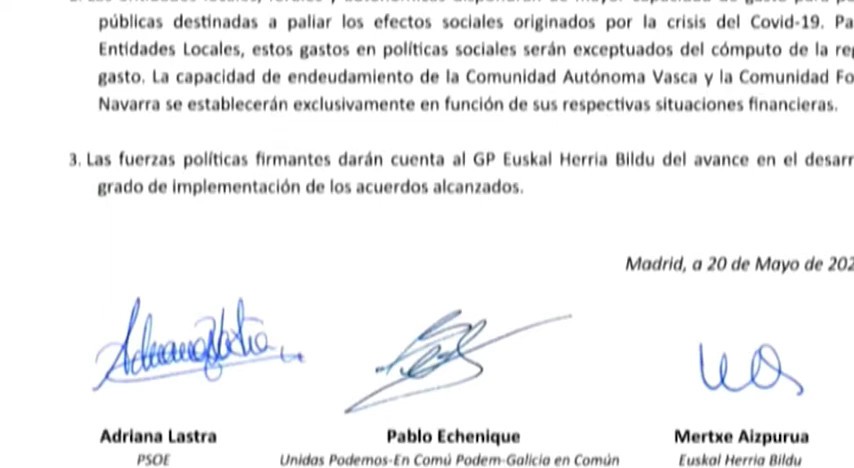 públicas destinadas a paliar los efectos sociales originados por la crisis del Covid-19. Pa
Entidades Locales, estos gastos en políticas sociales serán exceptuados del cómputo de la re
gasto. La capacidad de endeudamiento de la Comunidad Autónoma Vasca y la Comunidad Fo
Navarra se establecerán exclusivamente en función de sus respectivas situaciones financieras.
3. Las fuerzas políticas firmantes darán cuenta al GP Euskal Herria Bildu del avance en el desarr
grado de implementación de los acuerdos alcanzados.
Madrid, a 20 de Mayo de 202
Adriana Lastra
Adriana Lastra Pablo Echenique Mertxe Aizpurua
PSOE Unidas Podemos-En Comú Podem-Galicia en Común Euskal Herria Bildu